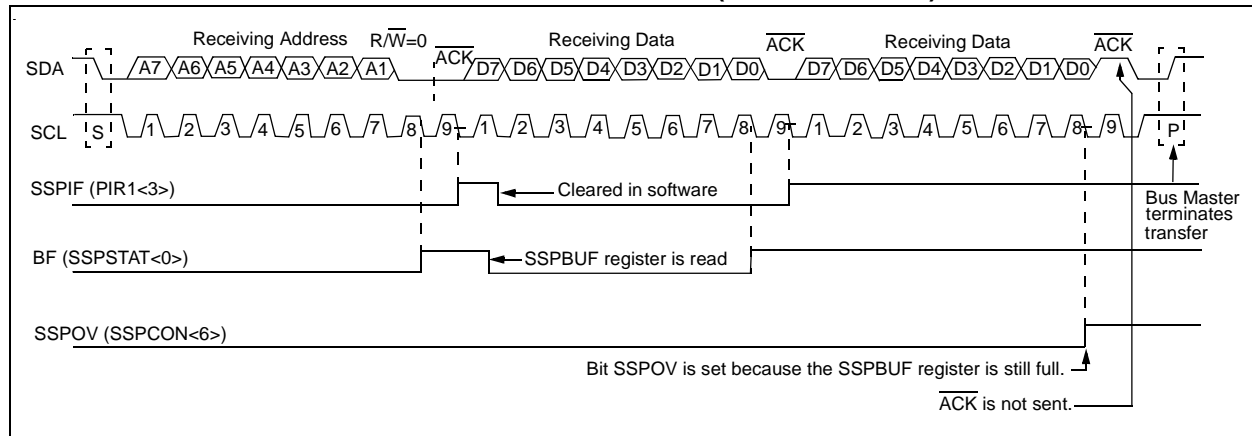 Receiving Address R/W=0 ACK Receiving Data ACK Receiving Data ACK
SDA A7 A6 A5 A4 A3 A2 A1 D7 D6 D5 D4 D3 D2 D1 D0 D7 D6 D5 D4 D3 D2 D1 D0
SCL S 1 2 3 4 5 6 7 8 9 1 2 3 4 5 6 7 8 9 1 2 3 4 5 6 7 8 9 P
SSPIF (PIR1<3>)
Cleared in software
Bus Master
terminates
transfer
BF (SSPSTAT<0>)
SSPBUF register is read
SSPOV (SSPCON<6>)
Bit SSPOV is set because the SSPBUF register is still full.
ACK is not sent.